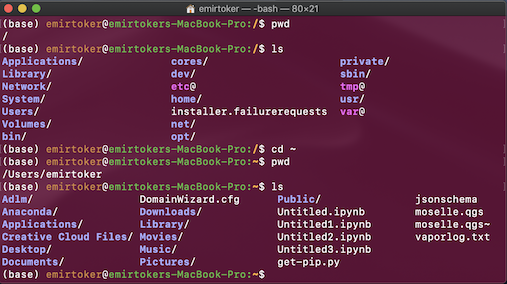 emirtoker — -bash — 80×21
(base) emirtoker@emirtokers-MacBook-Pro:/$ pwd
/
(base) emirtoker@emirtokers-MacBook-Pro:/$ ls
Applications/ cores/ private/
Library/ dev/ sbin/
Network/ etc@ tmp@
System/ home/ usr/
Users/ installer.failurerequests var@
Volumes/ net/
bin/ opt/
(base) emirtoker@emirtokers-MacBook-Pro:/$ cd ~
(base) emirtoker@emirtokers-MacBook-Pro:~$ pwd
/Users/emirtoker
(base) emirtoker@emirtokers-MacBook-Pro:~$ ls
Adlm/ DomainWizard.cfg Public/ jsonschema
Anaconda/ Downloads/ Untitled.ipynb moselle.qgs
Applications/ Library/ Untitled1.ipynb moselle.qgs~
Creative Cloud Files/ Movies/ Untitled2.ipynb vaporlog.txt
Desktop/ Music/ Untitled3.ipynb
Documents/ Pictures/ get-pip.py
(base) emirtoker@emirtokers-MacBook-Pro:~$